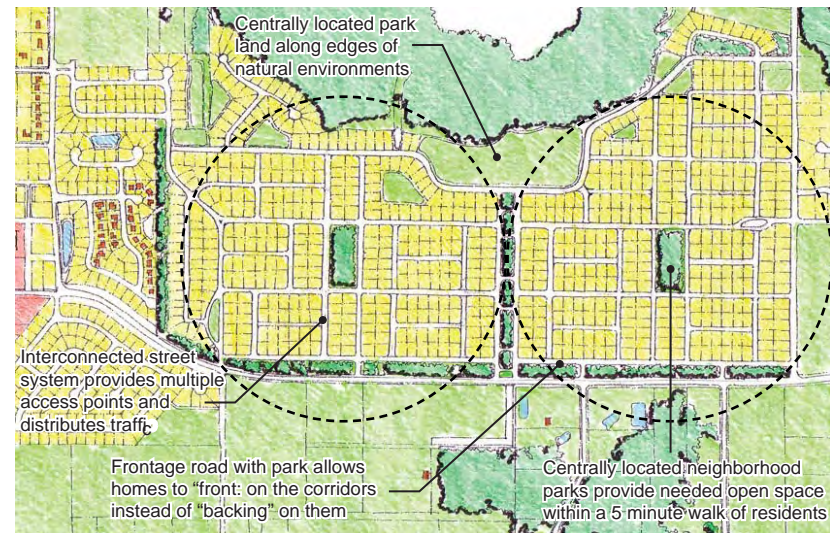 Centrally located park
land along edges of
natural environments
Interconnected street
system provides multiple
access points and
distributes traffic
Frontage road with park allows
homes to “front: on the corridors
instead of “backing” on them
Centrally located neighborhood
parks provide needed open space
within a 5 minute walk of residents